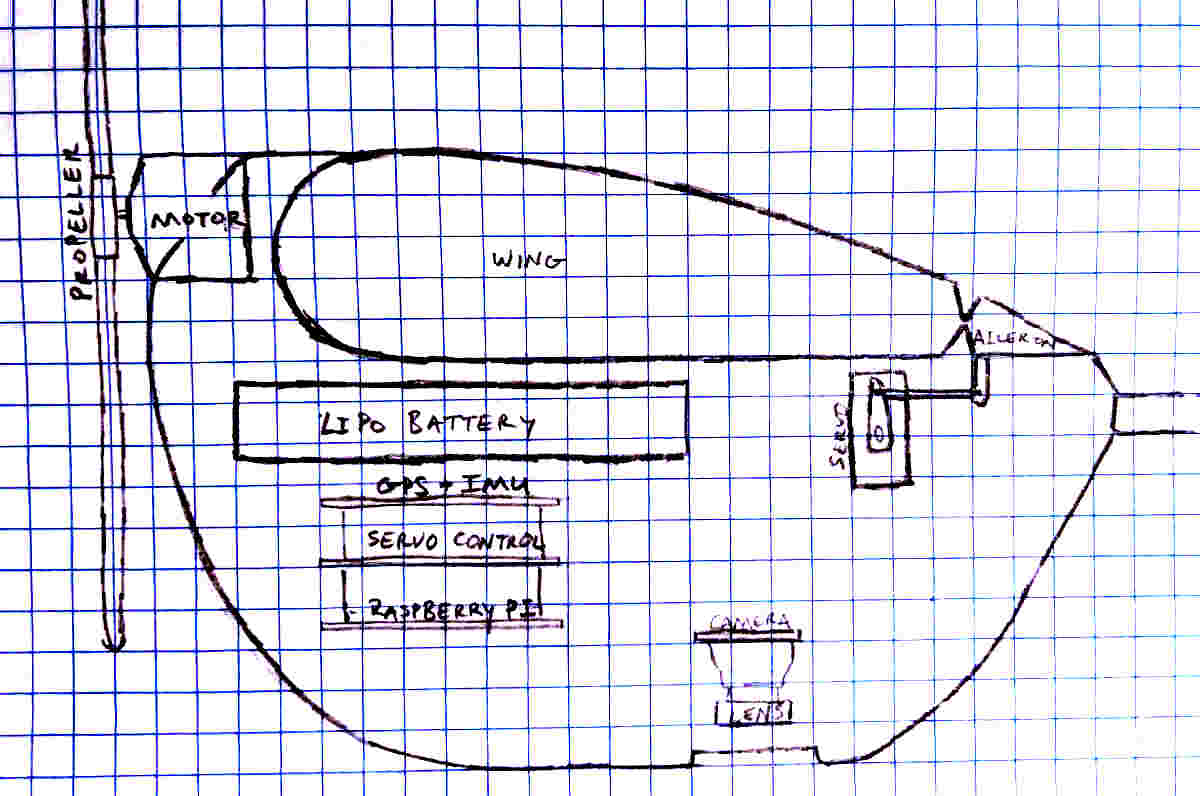 PROPELLER
MOTOR
WING
AILERON
LIPO BATTERY
SERVO
GPS + IMU
SERVO CONTROL
RASPBERRY PI
CAMERA
LENS